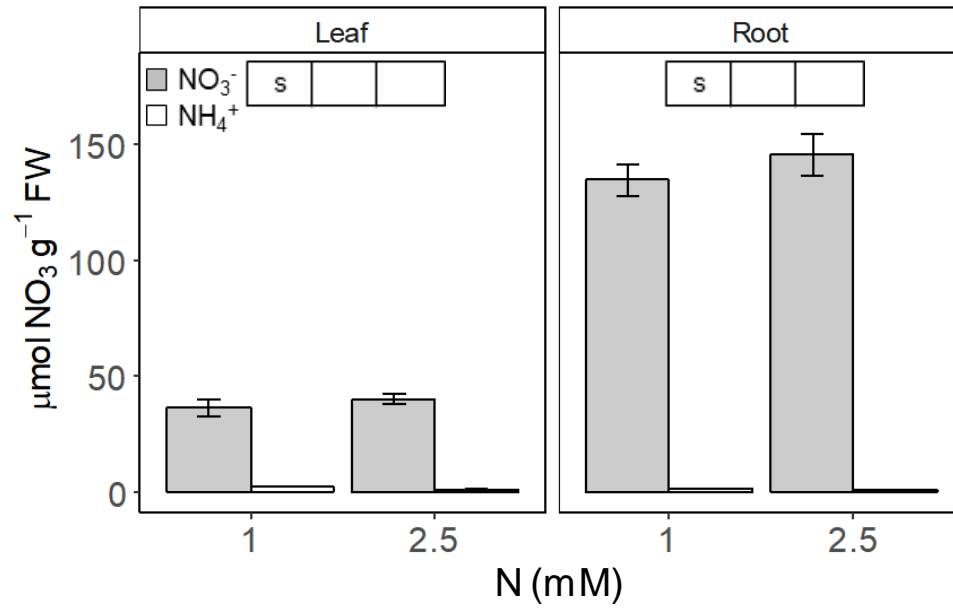 Leaf
Root
NO₃⁻
NH₄⁺
s
s
μmol NO₃ g⁻¹ FW
150
100
50
0
1
2.5
1
2.5
N (mM)